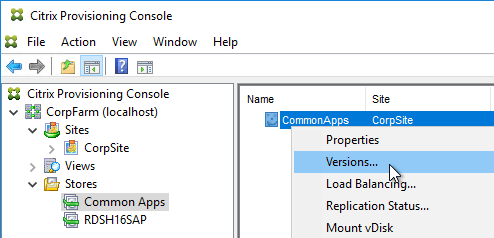 Citrix Provisioning Console
File Action View Window Help
Citrix Provisioning Console
CorpFarm (localhost)
Sites
CorpSite
Views
Stores
Common Apps
RDSH16SAP
Name Site
CommonApps CorpSite
Properties
Versions...
Load Balancing...
Replication Status...
Mount vDisk